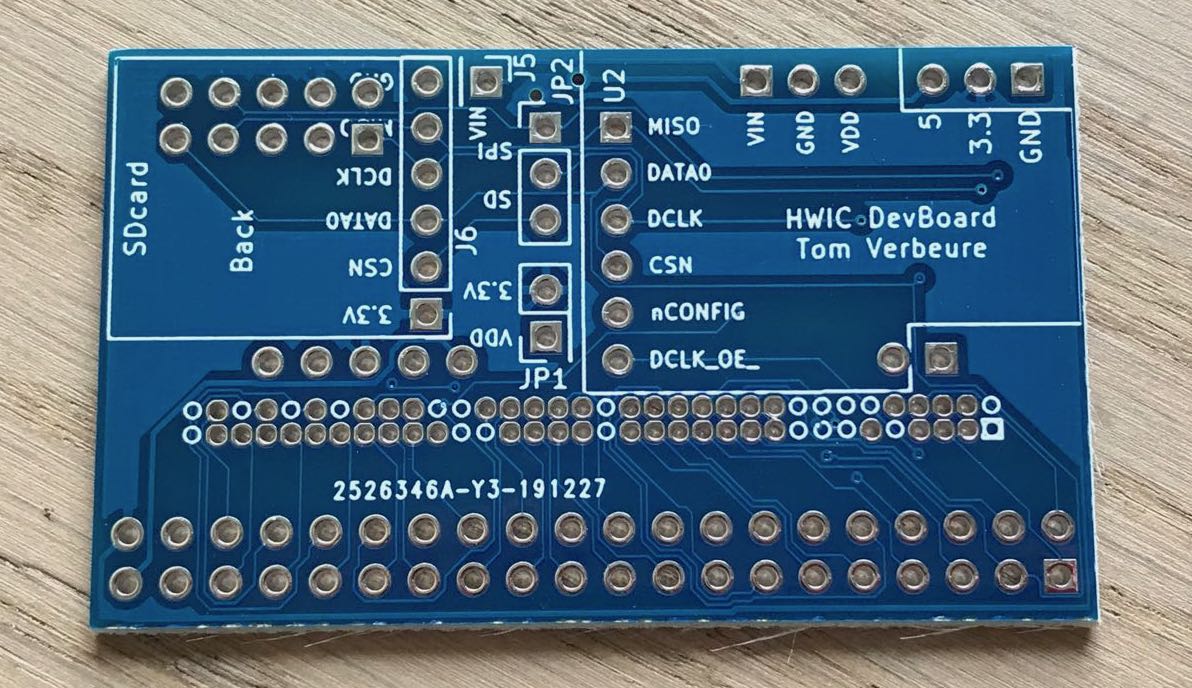 J5
VIN
JP2
U2
VIN
GND
VDD
5
3.3
GND
SDcard
Back
DCLK
DATA0
CSN
3.3V
J6
SPI
SD
3.3V
VDD
JP1
MISO
DATA0
DCLK
CSN
nCONFIG
DCLK_OE_
HWIC DevBoard
Tom Verbeure
2526346A-Y3-191227